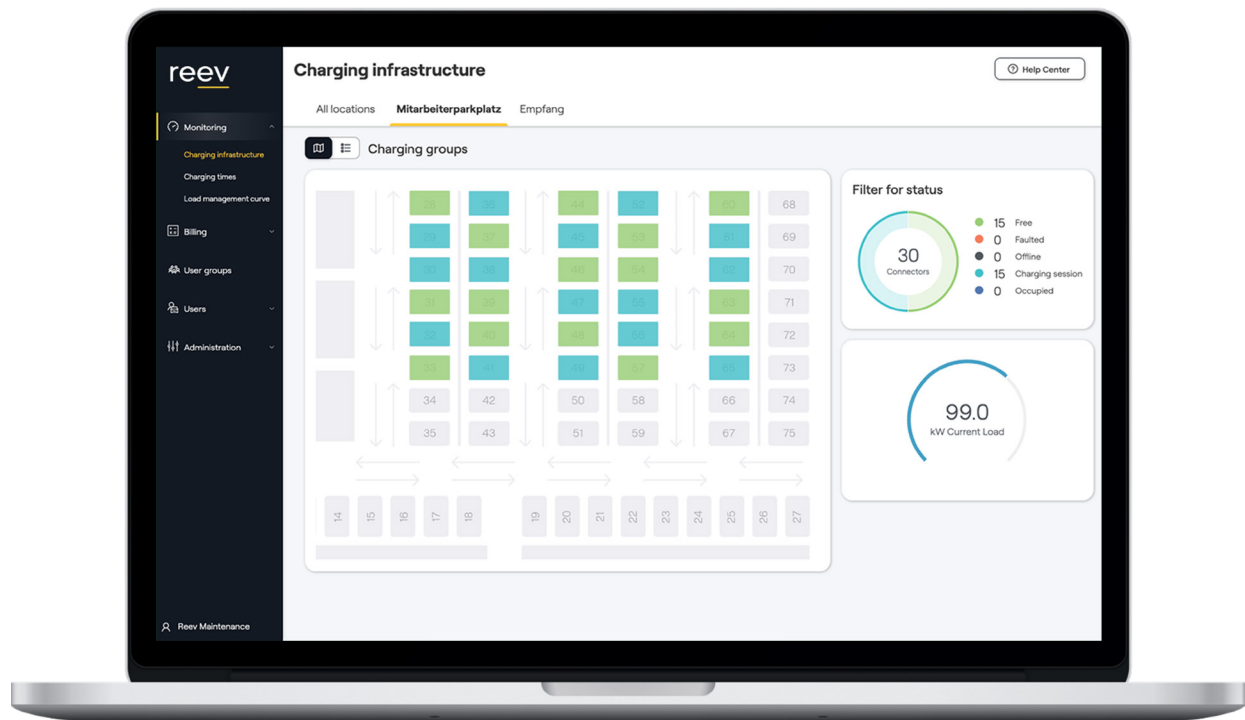 reev
Monitoring
Charging infrastructure
Charging times
Load management curve
Billing
User groups
Users
Administration
Reev Maintenance
Charging infrastructure
Help Center
All locations Mitarbeiterparkplatz Empfang
Charging groups
28 36 44 52 60 68
29 37 45 53 61 69
30 38 46 54 62 70
31 39 47 55 63 71
32 40 48 56 64 72
33 41 49 57 65 73
34 42 50 58 66 74
35 43 51 59 67 75
14 15 16 17 18 19 20 21 22 23 24 25 26 27
Filter for status
30
Connectors
15 Free
0 Faulted
0 Offline
15 Charging session
0 Occupied
99.0
kW Current Load